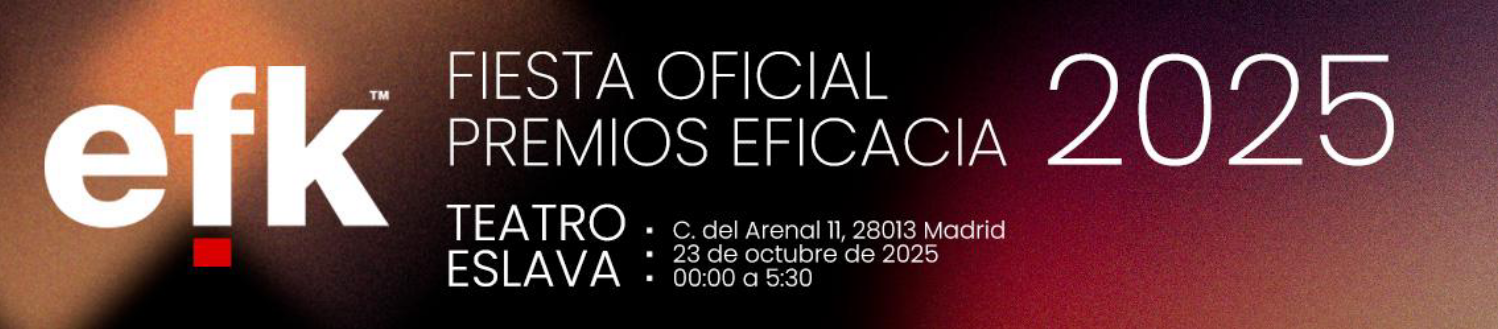 efk™
FIESTA OFICIAL
PREMIOS EFICACIA
2025
TEATRO
ESLAVA
▪ C. del Arenal 11, 28013 Madrid
▪ 23 de octubre de 2025
▪ 00:00 a 5:30